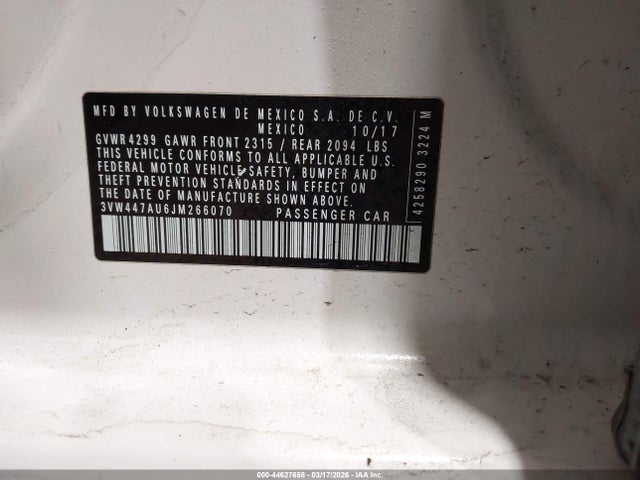 MFD BY VOLKSWAGEN DE MEXICO S.A. DE C.V.
MEXICO 10/17
GVWR 4299 GAWR FRONT 2315 / REAR 2094 LBS
THIS VEHICLE CONFORMS TO ALL APPLICABLE U.S.
FEDERAL MOTOR VEHICLE SAFETY, BUMPER AND
THEFT PREVENTION STANDARDS IN EFFECT ON
THE DATE OF MANUFACTURE SHOWN ABOVE.
3VW447AU6JM266070 PASSENGER CAR
4258290 3224 M
000-44627658 - 03/17/2026 - IAA Inc.